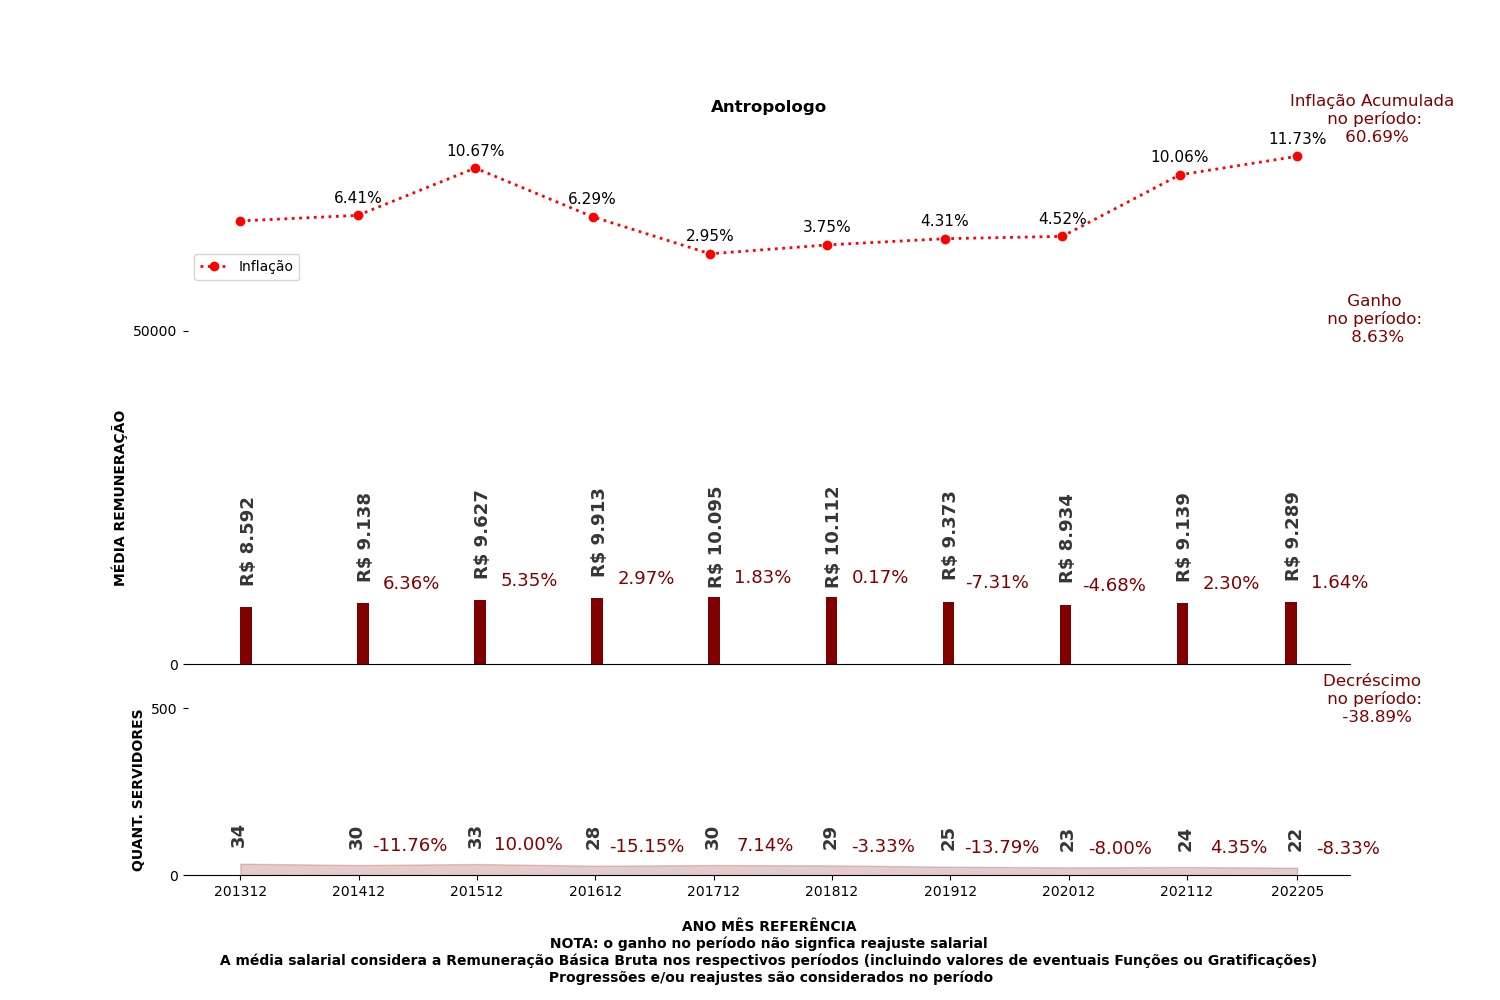 Antropologo
Inflação Acumulada
no período:
60.69%
6.41%
10.67%
6.29%
2.95%
3.75%
4.31%
4.52%
10.06%
11.73%
Inflação
Ganho
no período:
8.63%
50000
0
MÉDIA REMUNERAÇÃO
R$ 8.592
R$ 9.138
R$ 9.627
R$ 9.913
R$ 10.095
R$ 10.112
R$ 9.373
R$ 8.934
R$ 9.139
R$ 9.289
6.36%
5.35%
2.97%
1.83%
0.17%
-7.31%
-4.68%
2.30%
1.64%
Decréscimo
no período:
-38.89%
500
0
QUANT. SERVIDORES
34
30
33
28
30
29
25
23
24
22
-11.76%
10.00%
-15.15%
7.14%
-3.33%
-13.79%
-8.00%
4.35%
-8.33%
201312
201412
201512
201612
201712
201812
201912
202012
202112
202205
ANO MÊS REFERÊNCIA
NOTA: o ganho no período não signfica reajuste salarial
A média salarial considera a Remuneração Básica Bruta nos respectivos períodos (incluindo valores de eventuais Funções ou Gratificações)
Progressões e/ou reajustes são considerados no período